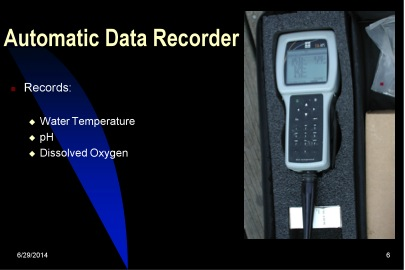 Automatic Data Recorder
Records:
Water Temperature
pH
Dissolved Oxygen
6/29/2014
6